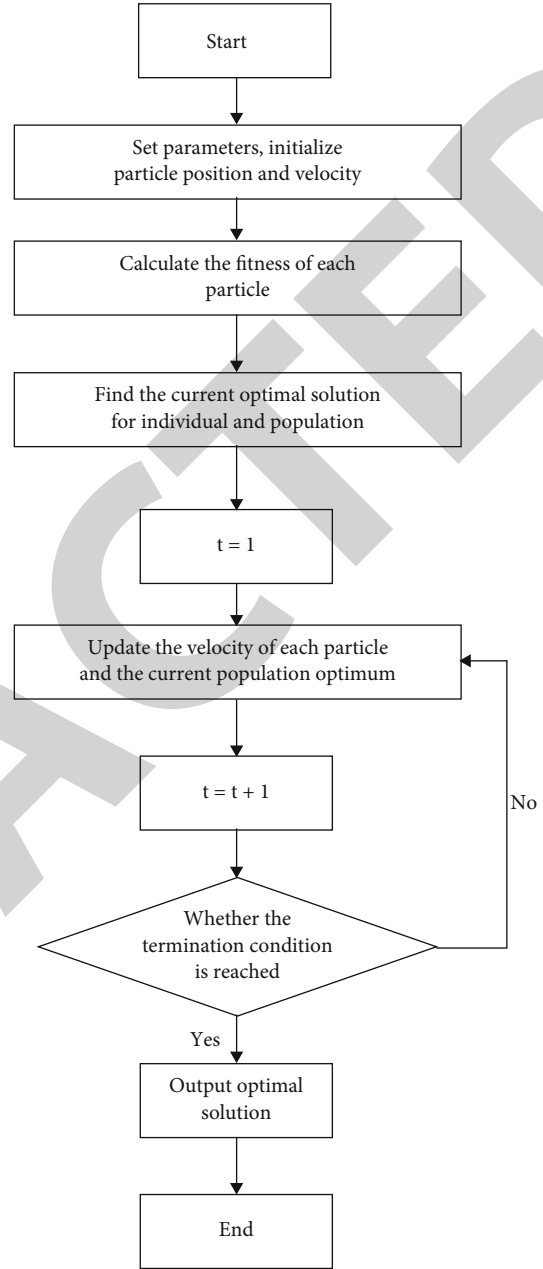 Start
Set parameters, initialize
particle position and velocity
Calculate the fitness of each
particle
Find the current optimal solution
for individual and population
t = 1
Update the velocity of each particle
and the current population optimum
t = t + 1
No
Whether the
termination condition
is reached
Yes
Output optimal
solution
End
ACTED